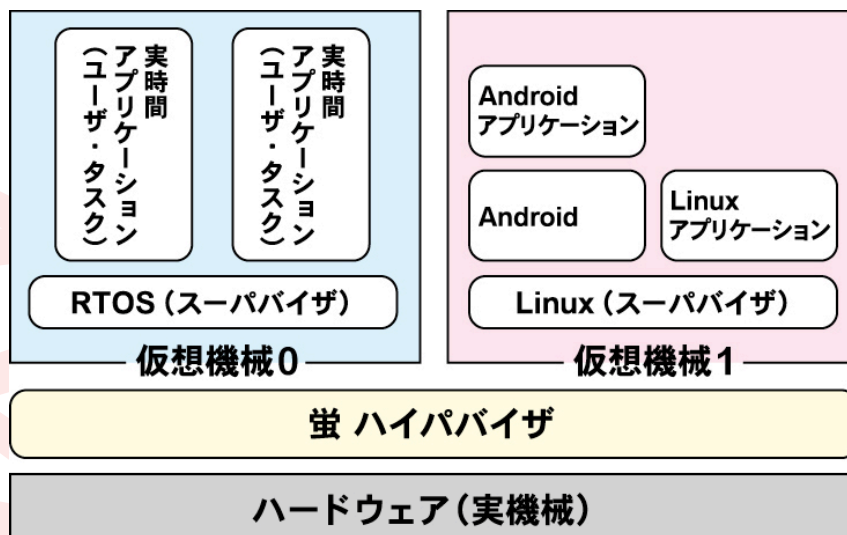 実時間
アプリケーション
(ユーザ・タスク)
実時間
アプリケーション
(ユーザ・タスク)
RTOS(スーパバイザ)
仮想機械0
Android
アプリケーション
Android
Linux
アプリケーション
Linux(スーパバイザ)
仮想機械1
蛍 ハイパバイザ
ハードウェア(実機械)